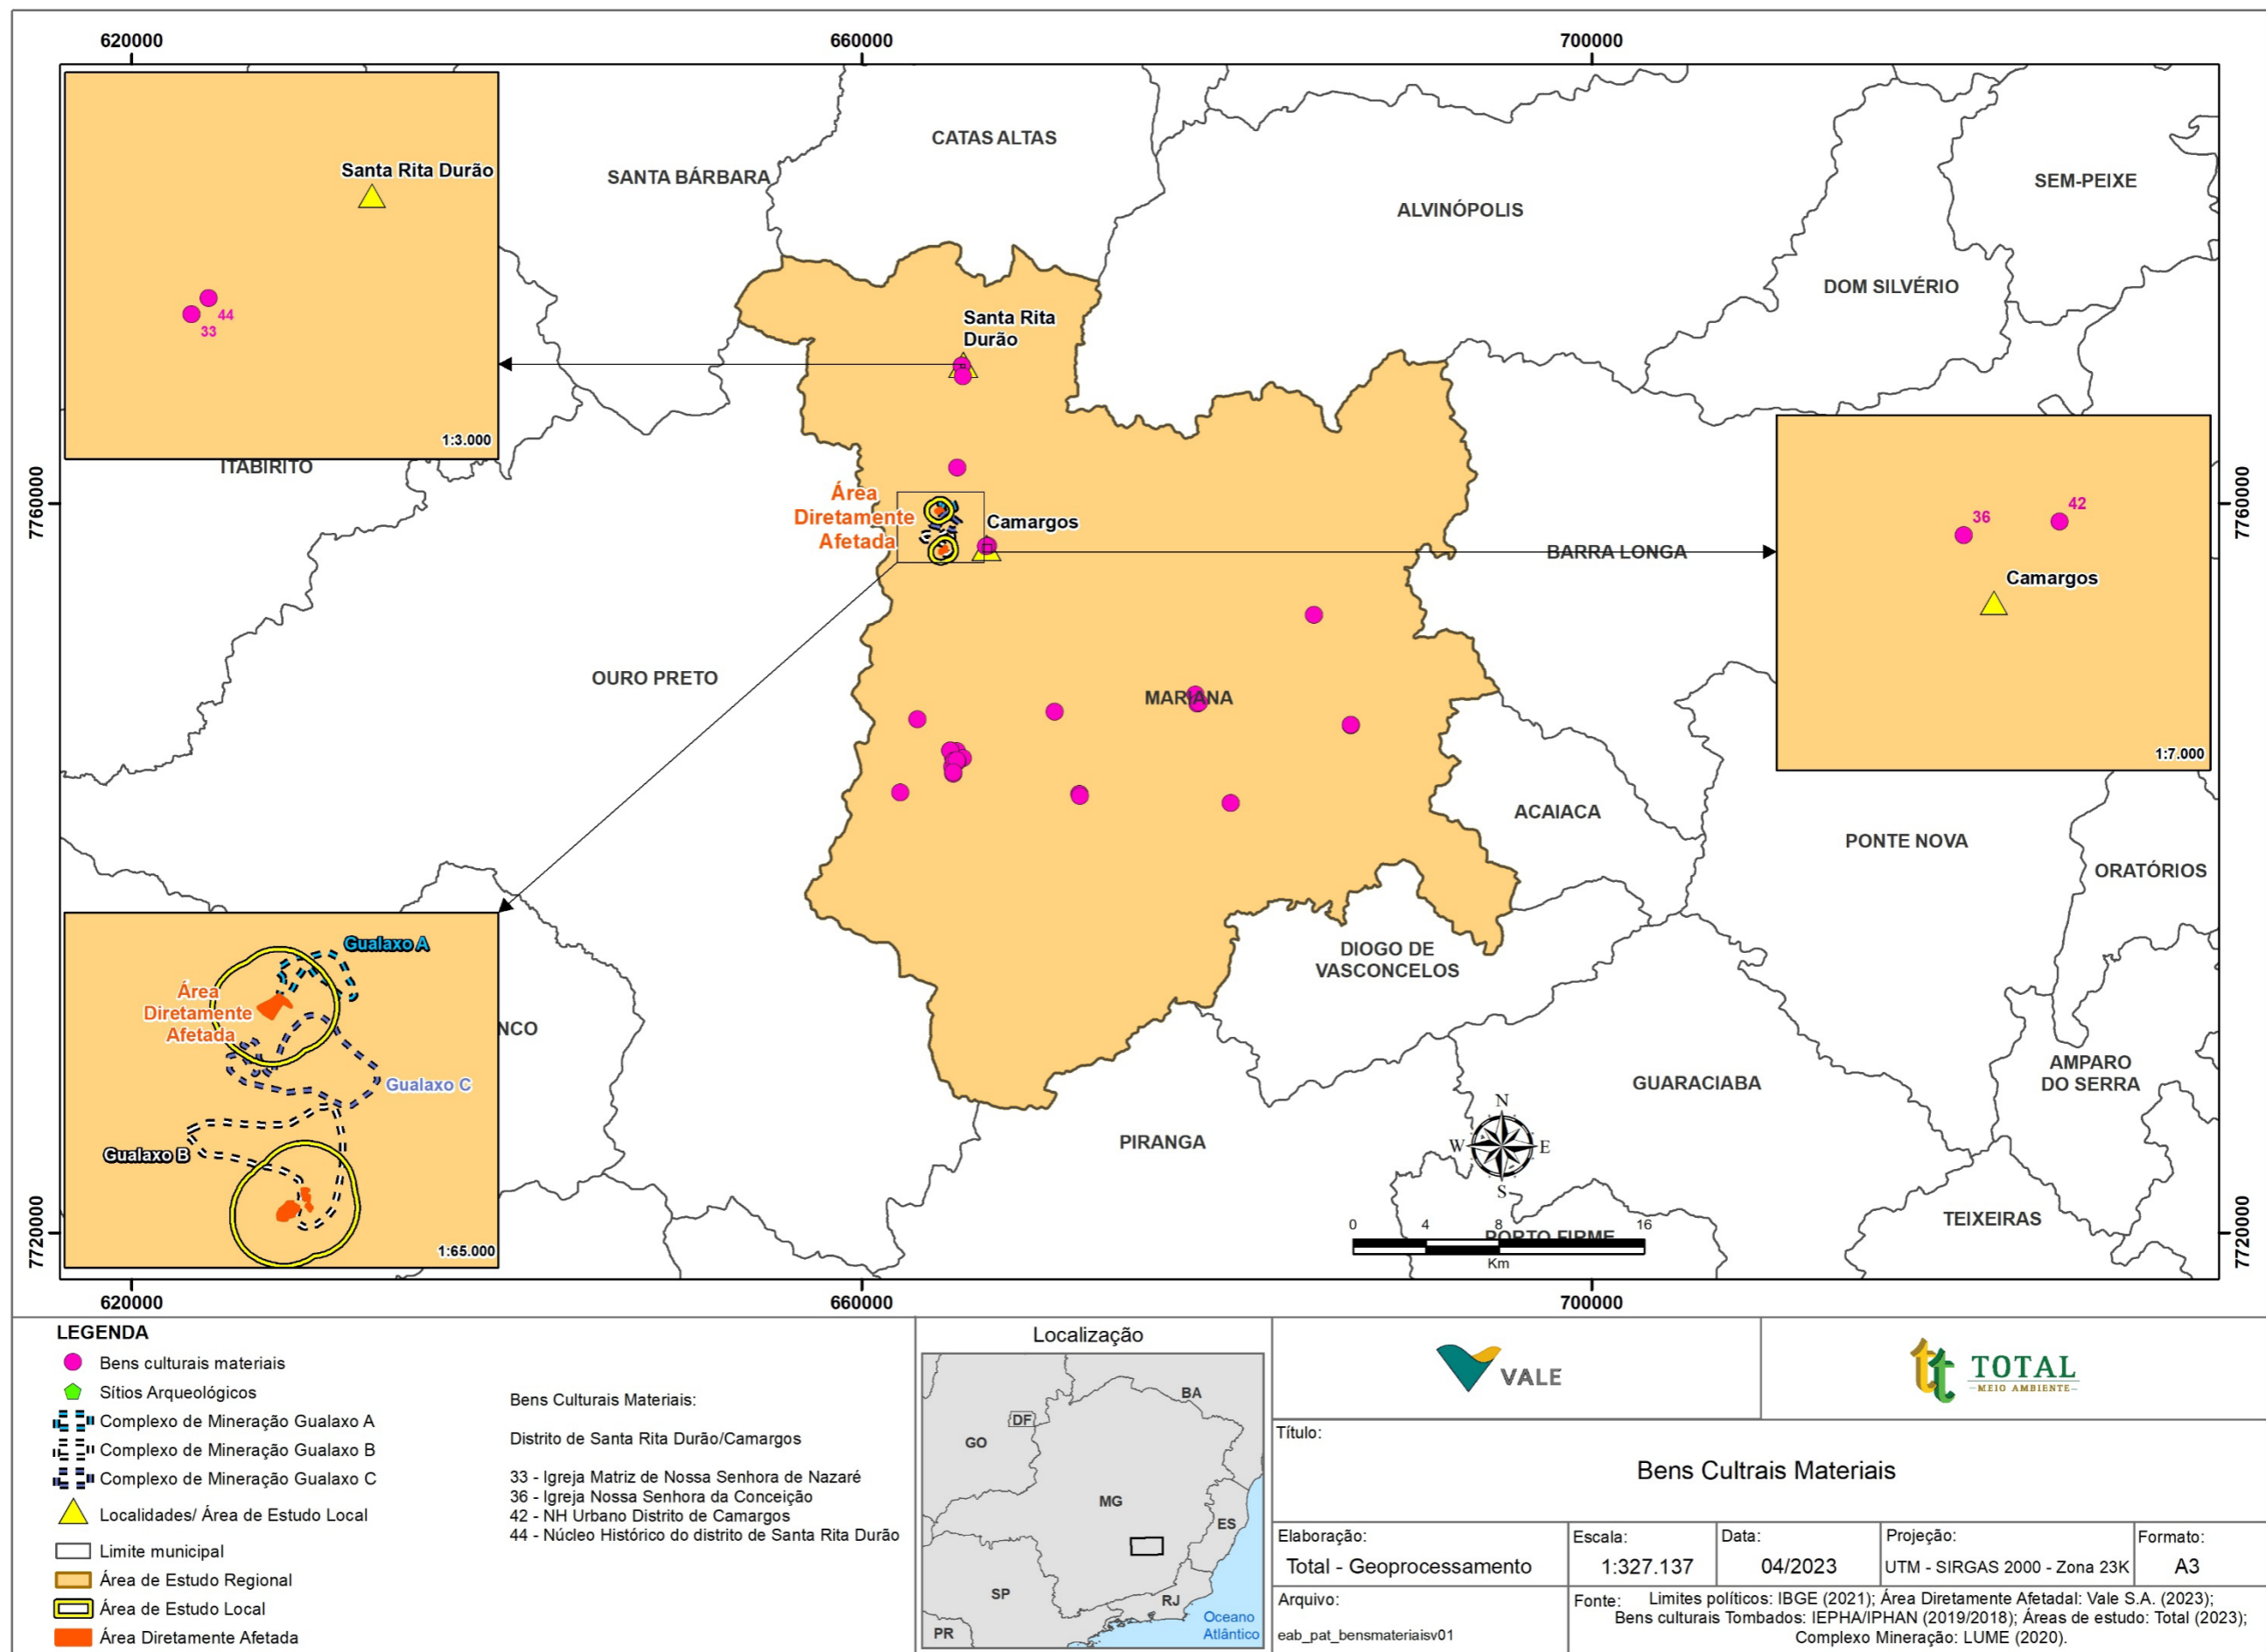 620000
660000
700000
Santa Rita Durão
44
33
1:3.000
CATAS ALTAS
SANTA BÁRBARA
ALVINÓPOLIS
SEM-PEIXE
DOM SILVÉRIO
Santa Rita
Durão
ITABIRITO
7760000
7760000
Área
Diretamente
Afetada
Camargos
BARRA LONGA
36
42
Camargos
1:7.000
OURO PRETO
MARIANA
ACAIACA
PONTE NOVA
ORATÓRIOS
DIOGO DE
VASCONCELOS
Gualaxo A
Área
Diretamente
Afetada
Gualaxo C
Gualaxo B
1:65.000
NCO
AMPARO
DO SERRA
GUARACIABA
PIRANGA
N
W
E
S
TEIXEIRAS
0
4
8
16
PORTO FIRME
Km
7720000
7720000
620000
660000
700000
LEGENDA
Bens culturais materiais
Sítios Arqueológicos
Complexo de Mineração Gualaxo A
Complexo de Mineração Gualaxo B
Complexo de Mineração Gualaxo C
Localidades/ Área de Estudo Local
Limite municipal
Área de Estudo Regional
Área de Estudo Local
Área Diretamente Afetada
Bens Culturais Materiais:
Distrito de Santa Rita Durão/Camargos
33 - Igreja Matriz de Nossa Senhora de Nazaré
36 - Igreja Nossa Senhora da Conceição
42 - NH Urbano Distrito de Camargos
44 - Núcleo Histórico do distrito de Santa Rita Durão
Localização
BA
DF
GO
MG
ES
SP
RJ
PR
Oceano
Atlântico
VALE
tt TOTAL
MEIO AMBIENTE
Título:
Bens Cultrais Materiais
Elaboração:
Total - Geoprocessamento
Escala:
1:327.137
Data:
04/2023
Projeção:
UTM - SIRGAS 2000 - Zona 23K
Formato:
A3
Arquivo:
eab_pat_bensmateriaisv01
Fonte: Limites políticos: IBGE (2021); Área Diretamente Afetadal: Vale S.A. (2023);
Bens culturais Tombados: IEPHA/IPHAN (2019/2018); Áreas de estudo: Total (2023);
Complexo Mineração: LUME (2020).